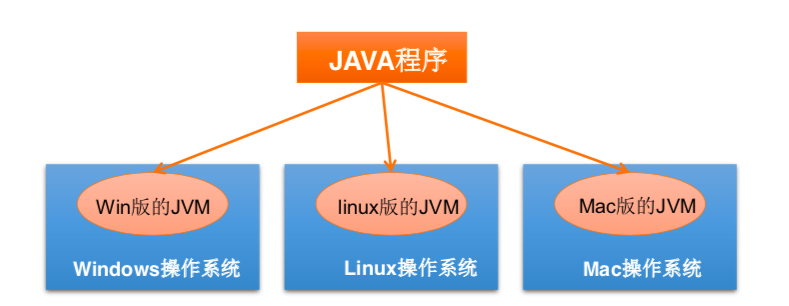 JAVA程序
Win版的JVM
linux版的JVM
Mac版的JVM
Windows操作系统
Linux操作系统
Mac操作系统